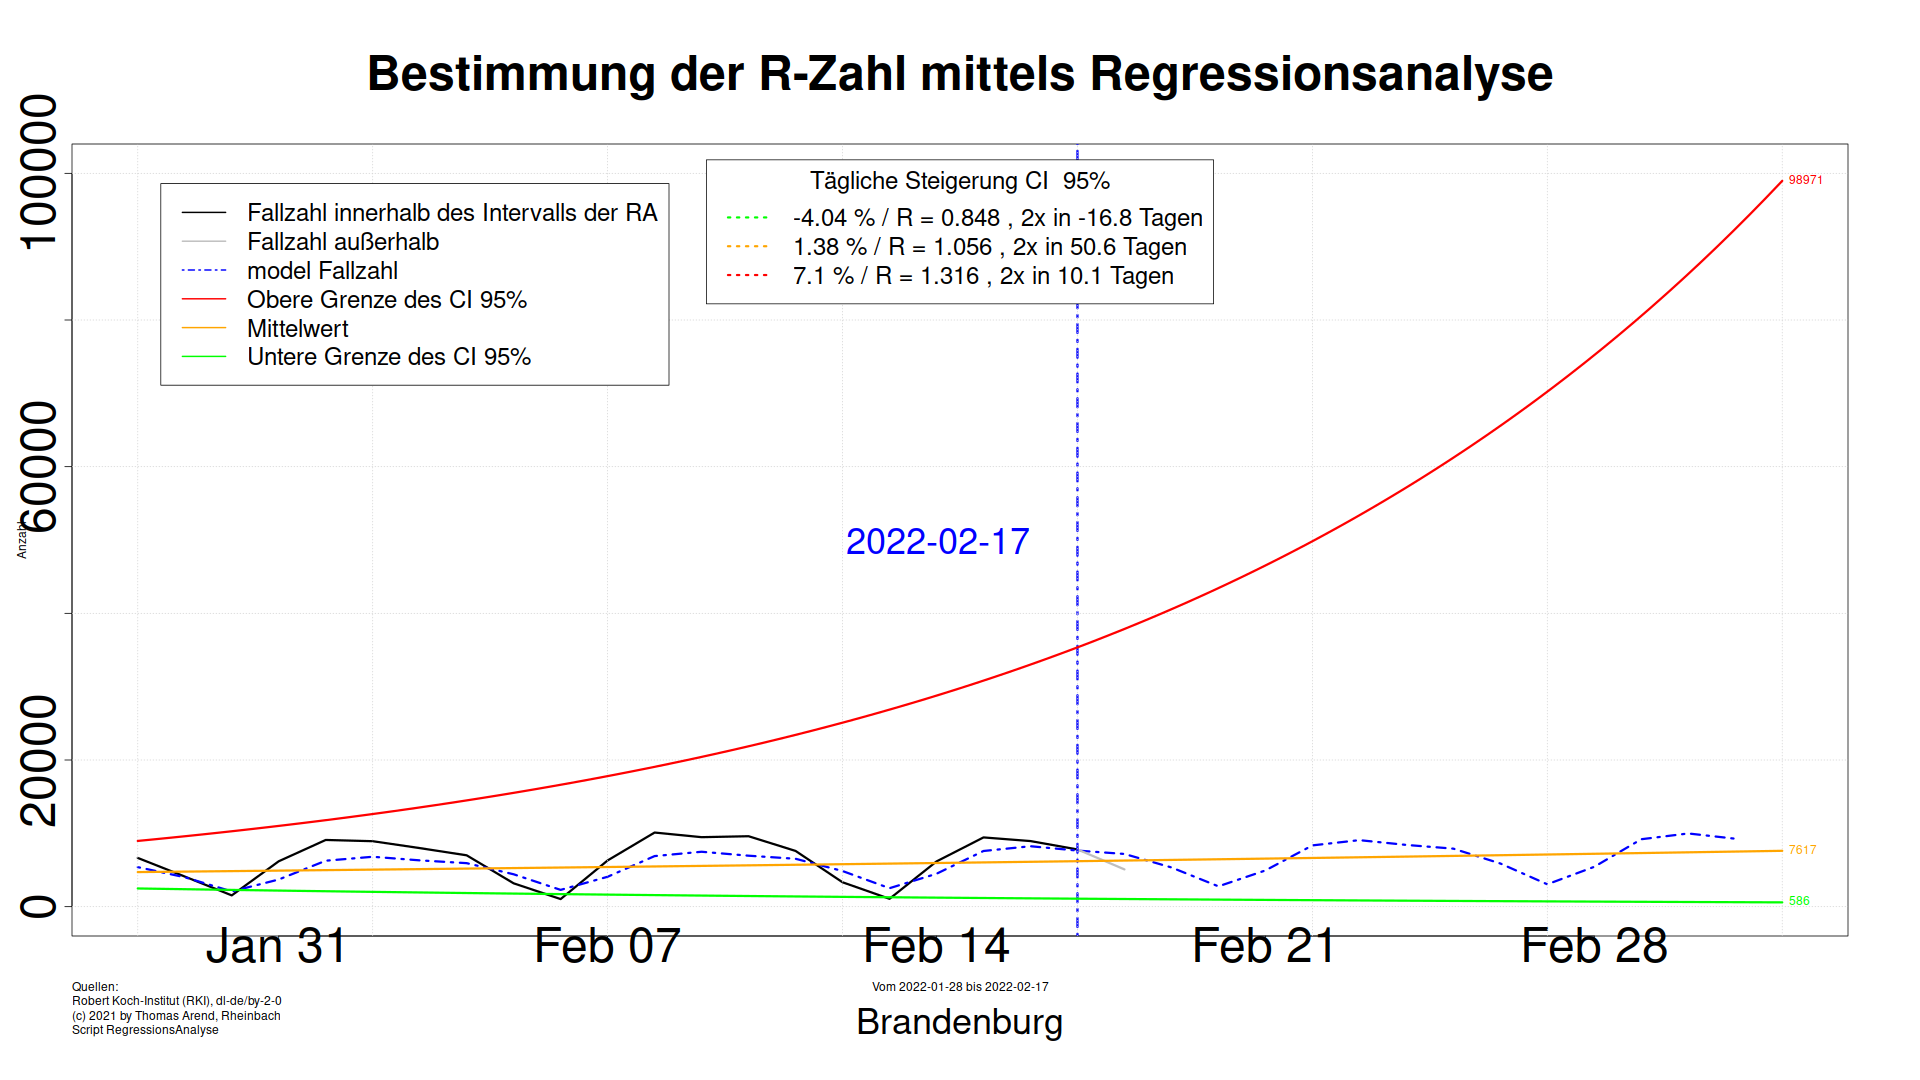 Bestimmung der R-Zahl mittels Regressionsanalyse
Fallzahl innerhalb des Intervalls der RA
Fallzahl außerhalb
model Fallzahl
Obere Grenze des CI 95%
Mittelwert
Untere Grenze des CI 95%
Tägliche Steigerung CI  95%
-4.04 % / R = 0.848 , 2x in -16.8 Tagen
1.38 % / R = 1.056 , 2x in 50.6 Tagen
7.1 % / R = 1.316 , 2x in 10.1 Tagen
100000
60000
20000
0
Anzahl
2022-02-17
98971
7617
586
Jan 31
Feb 07
Feb 14
Feb 21
Feb 28
Quellen:
Robert Koch-Institut (RKI), dl-de/by-2-0
(c) 2021 by Thomas Arend, Rheinbach
Script RegressionsAnalyse
Vom 2022-01-28 bis 2022-02-17
Brandenburg